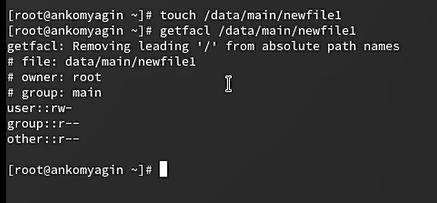 [root@ankomyagin ~]# touch /data/main/newfile1
[root@ankomyagin ~]# getfacl /data/main/newfile1
getfacl: Removing leading '/' from absolute path names
# file: data/main/newfile1
# owner: root
# group: main
user::rw-
group::r--
other::r--
[root@ankomyagin ~]#